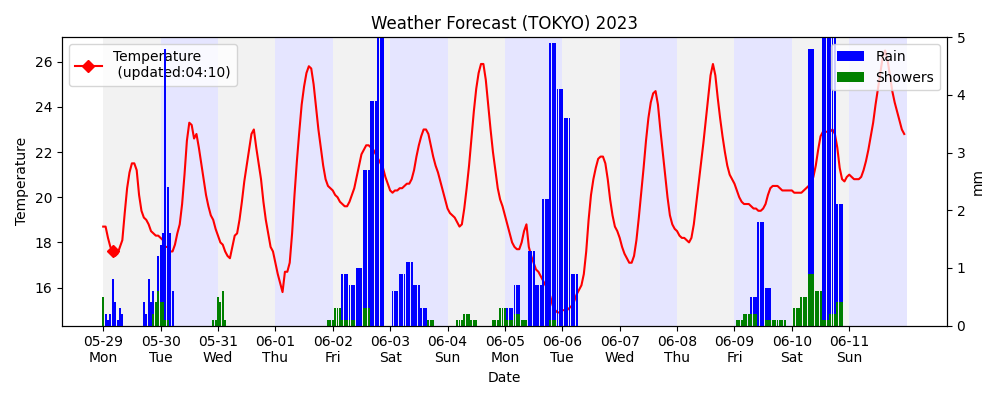 Weather Forecast (TOKYO) 2023
Temperature
(updated:04:10)
Rain
Showers
Temperature
26
24
22
20
18
16
5
4
3
2
1
0
mm
05-29 05-30 05-31 06-01 06-02 06-03 06-04 06-05 06-06 06-07 06-08 06-09 06-10 06-11
Mon Tue Wed Thu Fri Sat Sun Mon Tue Wed Thu Fri Sat Sun
Date